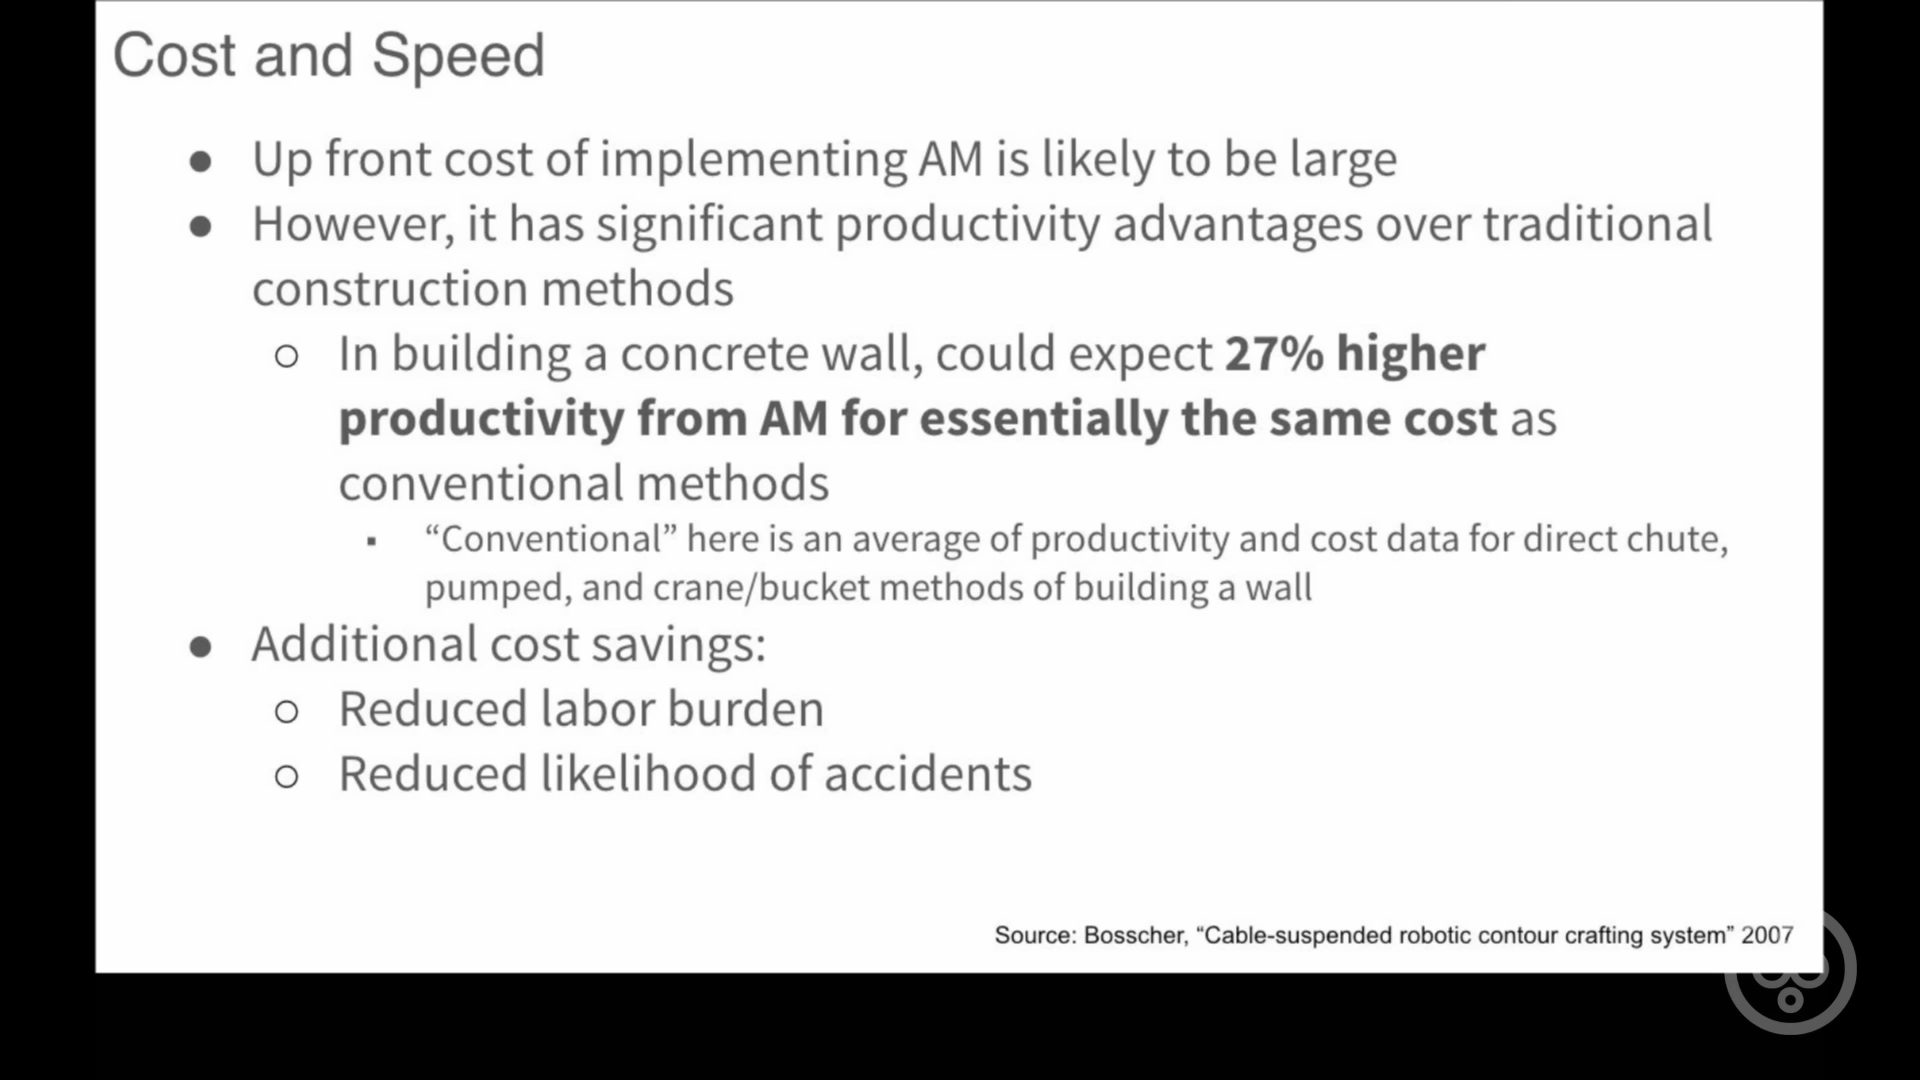 Cost and Speed
● Up front cost of implementing AM is likely to be large
● However, it has significant productivity advantages over traditional
construction methods
○ In building a concrete wall, could expect 27% higher
productivity from AM for essentially the same cost as
conventional methods
▪ “Conventional” here is an average of productivity and cost data for direct chute,
pumped, and crane/bucket methods of building a wall
● Additional cost savings:
○ Reduced labor burden
○ Reduced likelihood of accidents
Source: Bosscher, “Cable-suspended robotic contour crafting system” 2007